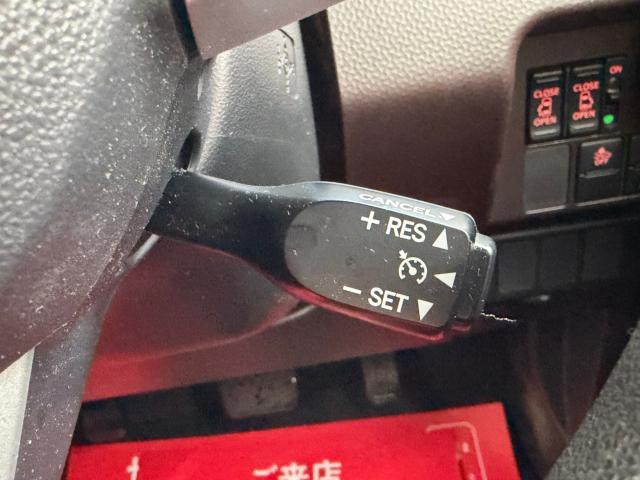 CLOSE
OPEN
CLOSE
OPEN
ON
CANCEL▼
+ RES ▲
◀
− SET ▼
ご来店